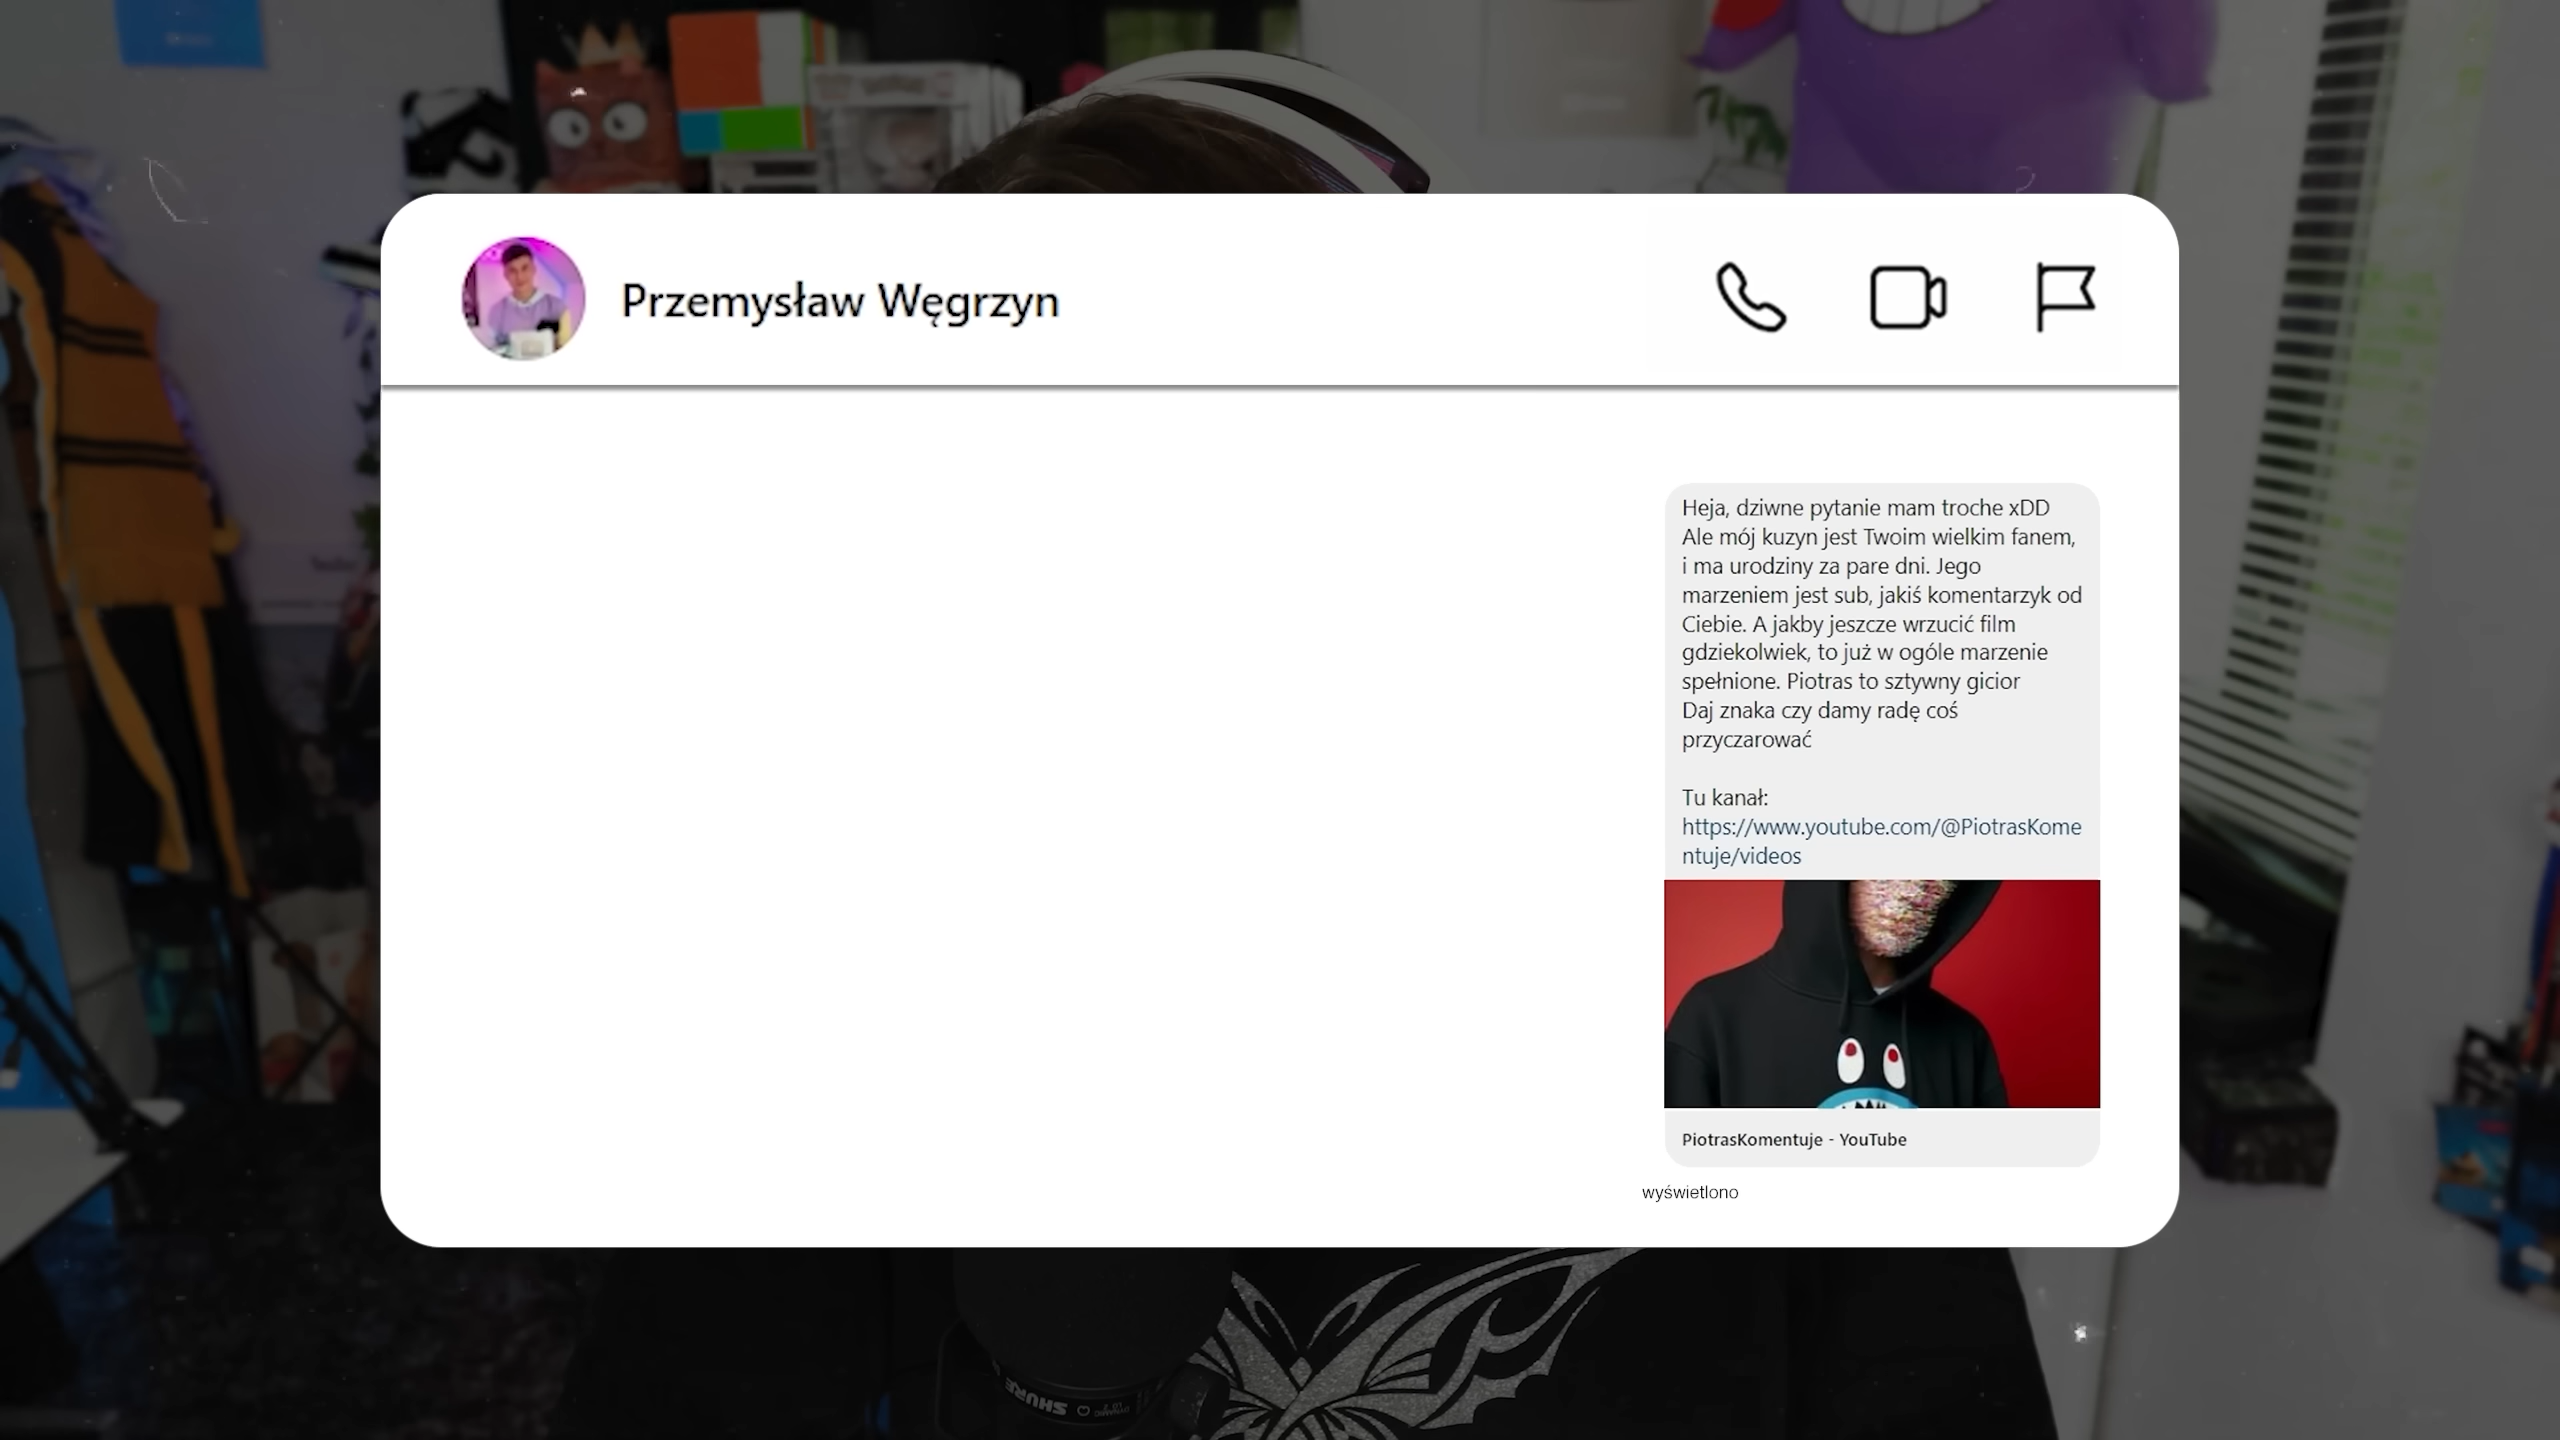 Przemysław Węgrzyn
Heja, dziwne pytanie mam troche xDD
Ale mój kuzyn jest Twoim wielkim fanem,
i ma urodziny za pare dni. Jego
marzeniem jest sub, jakiś komentarzyk od
Ciebie. A jakby jeszcze wrzucić film
gdziekolwiek, to już w ogóle marzenie
spełnione. Piotras to sztywny gicior
Daj znaka czy damy radę coś
przyczarować
Tu kanał:
https://www.youtube.com/@PiotrasKome
ntuje/videos
PiotrasKomentuje - YouTube
wyświetlono
SHURE